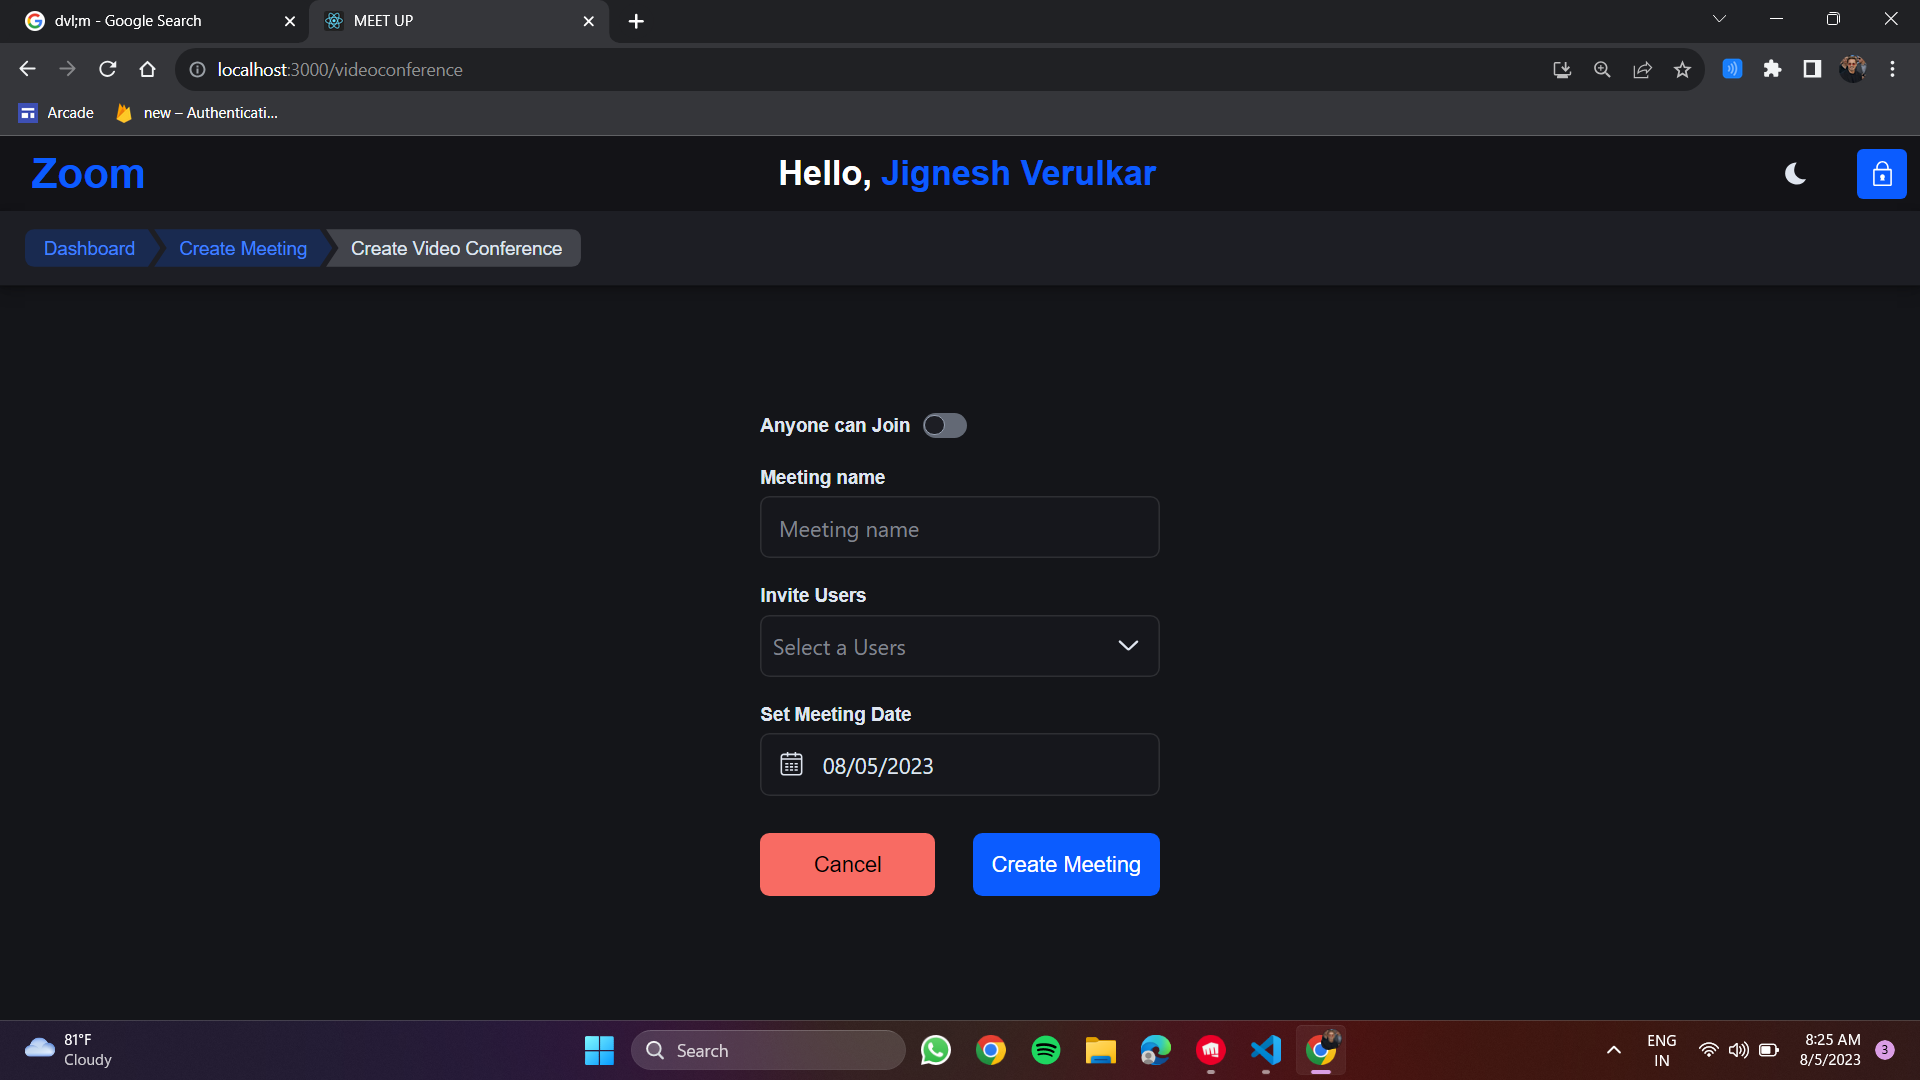 dvl;m - Google Search
MEET UP
localhost:3000/videoconference
Arcade
new – Authenticati...
Zoom
Hello, Jignesh Verulkar
Dashboard
Create Meeting
Create Video Conference
Anyone can Join
Meeting name
Meeting name
Invite Users
Select a Users
Set Meeting Date
08/05/2023
Cancel
Create Meeting
81°F
Cloudy
Search
ENG
IN
8:25 AM
8/5/2023
3